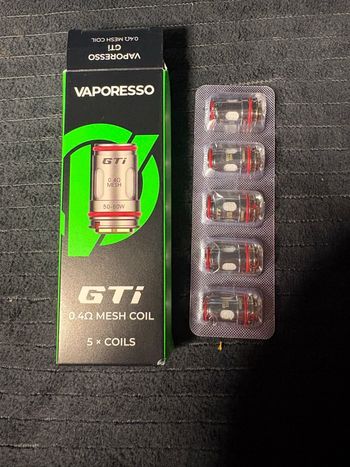 VAPORESSO
GTi
0.4Ω MESH COIL
VAPORESSO
GTi
0.4Ω
MESH
50-60W
GTi
0.4Ω MESH COIL
5 × COILS